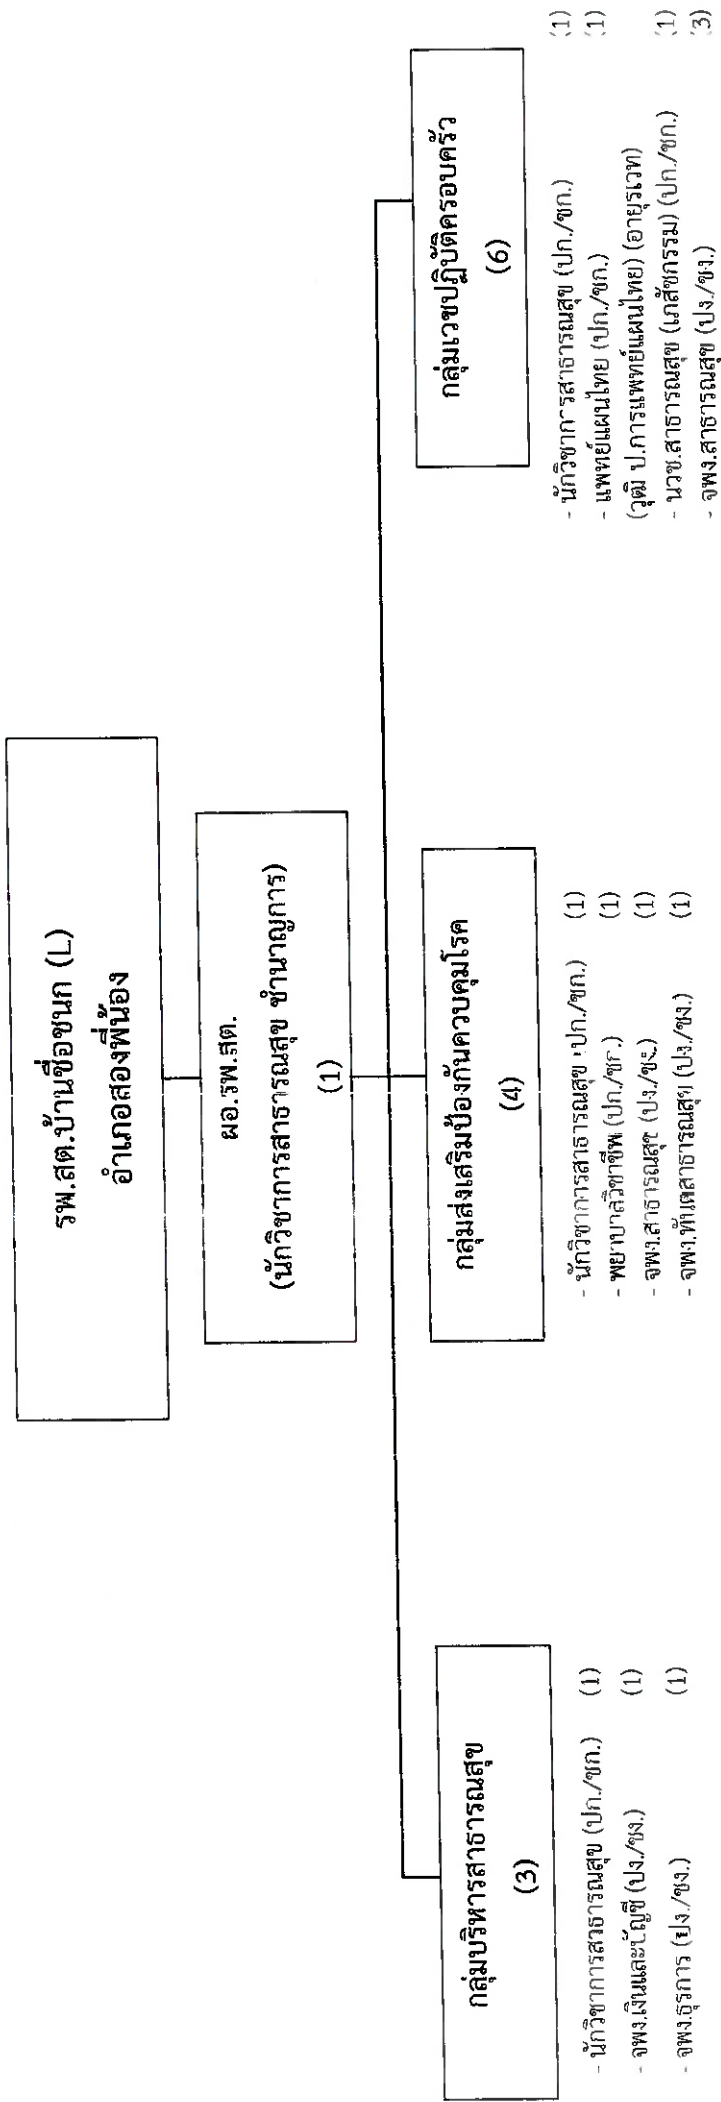 รพ.สต.บ้านซื่อชนก (L)
อำเภอสองพี่น้อง
ผอ.รพ.สต.
(นักวิชาการสาธารณสุข ชำนาญการ)
(1)
กลุ่มบริหารสาธารณสุข
(3)
- นักวิชาการสาธารณสุข (ปก./ชก.) (1)
- จพง.เงินและบัญชี (ปง./ชง.) (1)
- จพง.ธุรการ (ปง./ชง.) (1)
กลุ่มส่งเสริมป้องกันควบคุมโรค
(4)
- นักวิชาการสาธารณสุข (ปก./ชก.) (1)
- พยาบาลวิชาชีพ (ปก./ชก.) (1)
- จพง.สาธารณสุข (ปง./ชง.) (1)
- จพง.ทันตสาธารณสุข (ปง./ชง.) (1)
กลุ่มเวชปฏิบัติครอบครัว
(6)
- นักวิชาการสาธารณสุข (ปก./ชก.) (1)
- แพทย์แผนไทย (ปก./ชก.) (1)
(วุฒิ ป.การแพทย์แผนไทย) (อายุรเวท)
- นวช.สาธารณสุข (เภสัชกรรม) (ปก./ชก.) (1)
- จพง.สาธารณสุข (ปง./ชง.) (3)